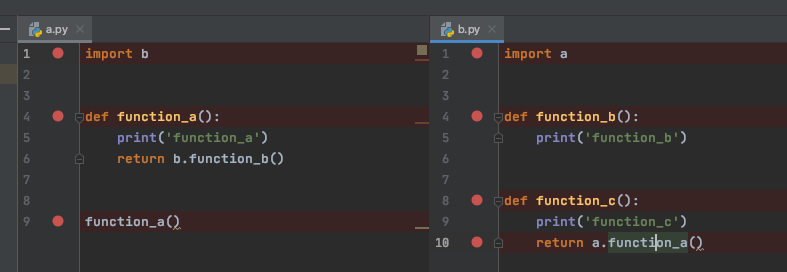 a.py
1 import b
2
3
4 def function_a():
5 print('function_a')
6 return b.function_b()
7
8
9 function_a()
b.py
1 import a
2
3
4 def function_b():
5 print('function_b')
6
7
8 def function_c():
9 print('function_c')
10 return a.function_a()